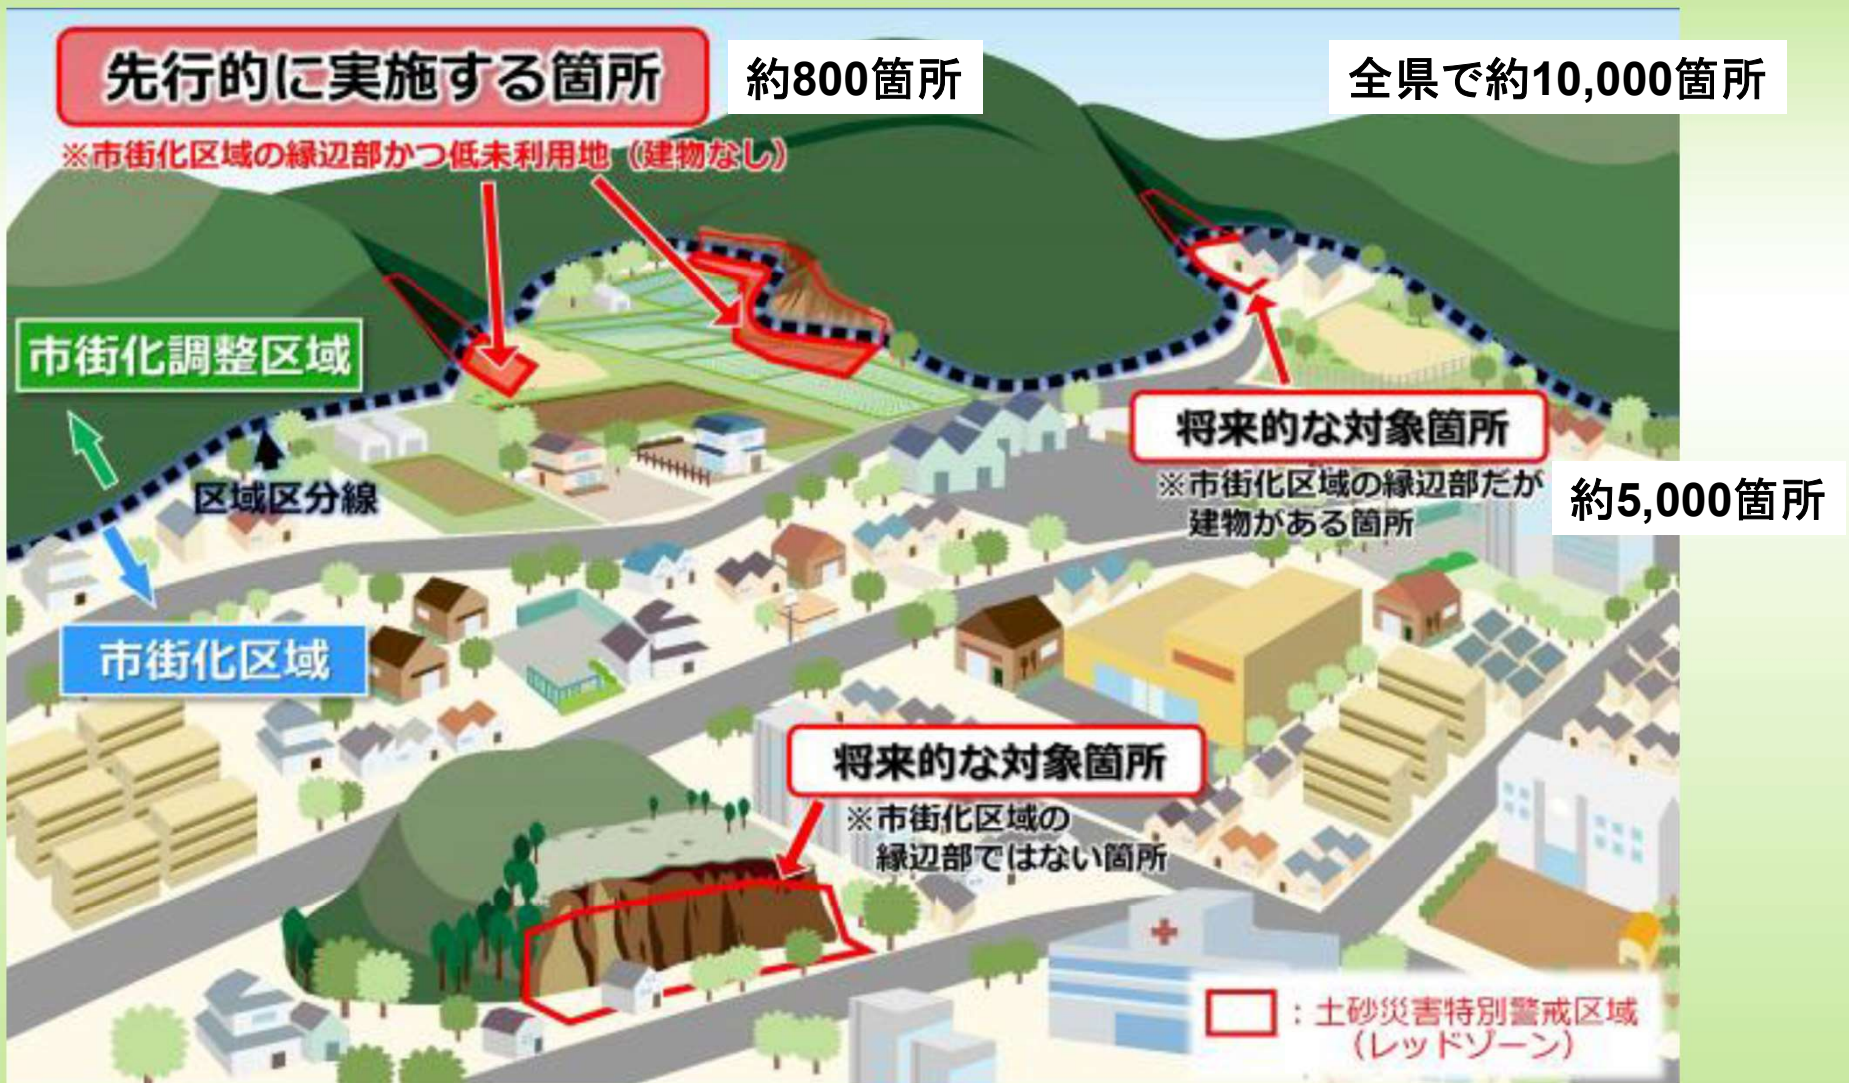 先行的に実施する箇所
約800箇所
全県で約10,000箇所
※市街化区域の縁辺部かつ低未利用地（建物なし）
市街化調整区域
将来的な対象箇所
※市街化区域の縁辺部だが
建物がある箇所
約5,000箇所
区域区分線
市街化区域
将来的な対象箇所
※市街化区域の
縁辺部ではない箇所
：土砂災害特別警戒区域
（レッドゾーン）